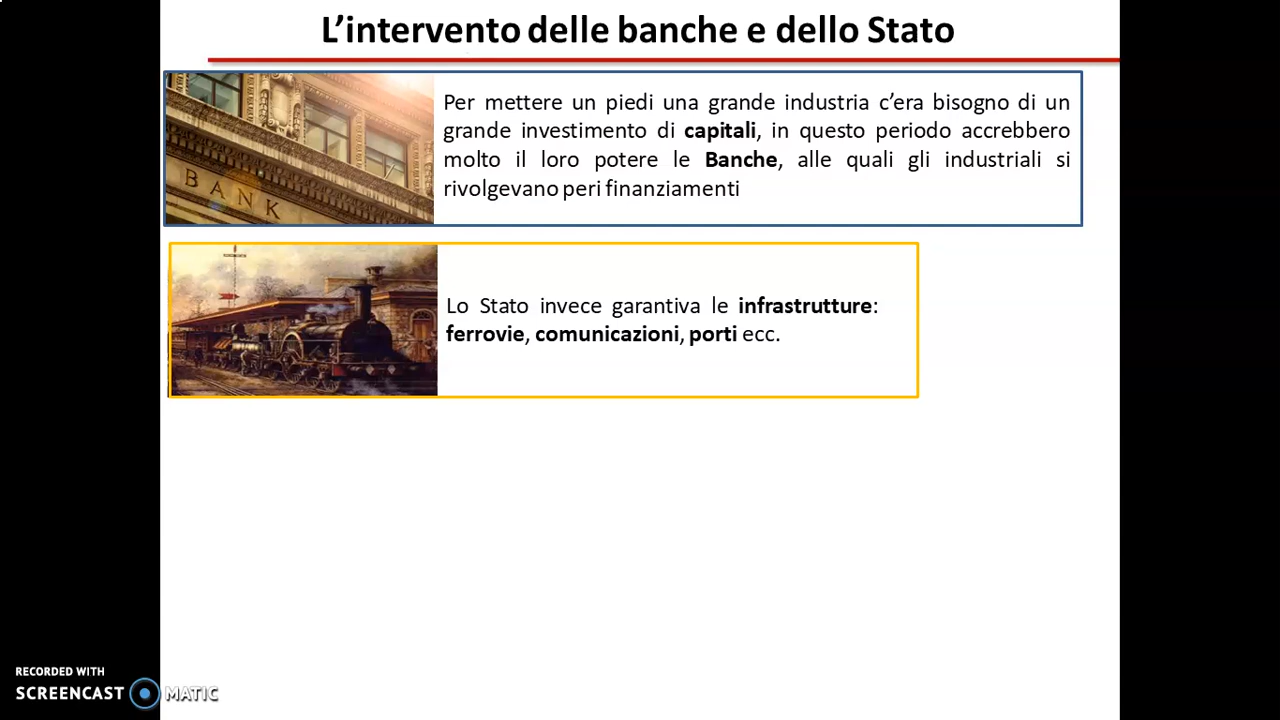 L’intervento delle banche e dello Stato
Per mettere un piedi una grande industria c’era bisogno di un
grande investimento di capitali, in questo periodo accrebbero
molto il loro potere le Banche, alle quali gli industriali si
rivolgevano peri finanziamenti
BANK
Lo Stato invece garantiva le infrastrutture:
ferrovie, comunicazioni, porti ecc.
RECORDED WITH
SCREENCAST MATIC